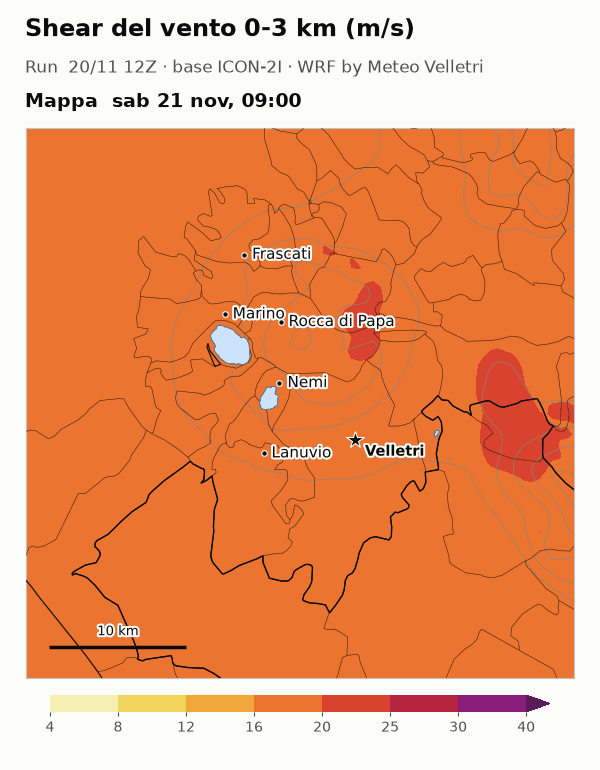 Shear del vento 0-3 km (m/s)
Run  20/11 12Z · base ICON-2I · WRF by Meteo Velletri
Mappa  sab 21 nov, 09:00
Frascati
Marino
Rocca di Papa
Nemi
Velletri
Lanuvio
10 km
4 8 12 16 20 25 30 40